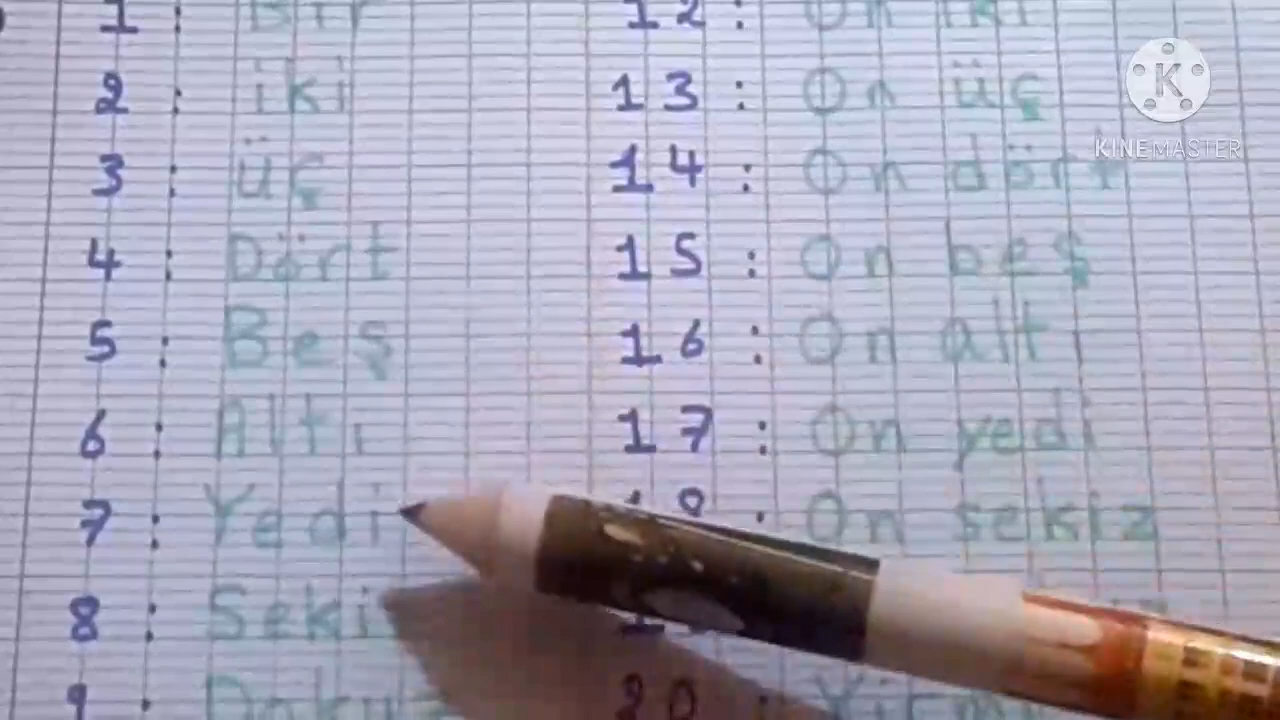 1 : Bir
2 : iki
3 : üç
4 : Dört
5 : Beş
6 : Altı
7 : Yedi
8 :
9 :
12 : On iki
13 : On üç
14 : On dört
15 : On beş
16 : On altı
17 : On yedi
18 : On sekiz
20 :
K
KINEMASTER